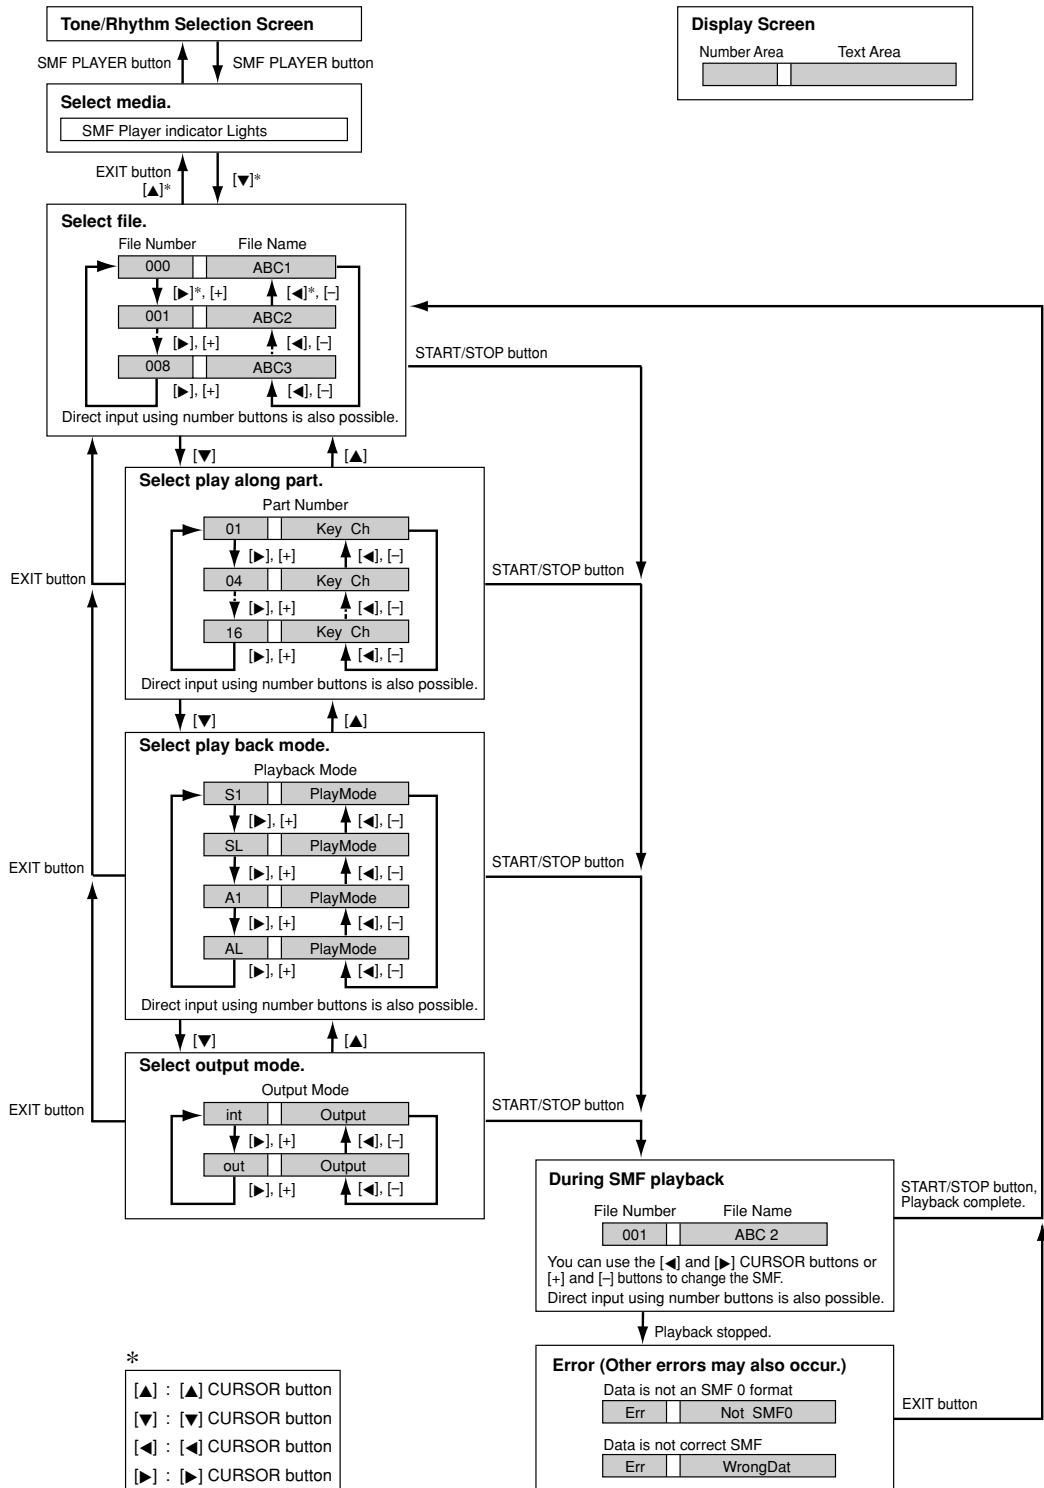 Tone/Rhythm Selection Screen
SMF PLAYER button
SMF PLAYER button
Select media.
SMF Player indicator Lights
EXIT button
[▲]*
[▼]*
Display Screen
Number Area Text Area
Select file.
File Number File Name
000 ABC1
[▶]*, [+] [◀]*, [–]
001 ABC2
[▶], [+] [◀], [–]
008 ABC3
[▶], [+] [◀], [–]
Direct input using number buttons is also possible.
START/STOP button
[▼] [▲]
Select play along part.
Part Number
01 Key Ch
[▶], [+] [◀], [–]
04 Key Ch
[▶], [+] [◀], [–]
16 Key Ch
[▶], [+] [◀], [–]
Direct input using number buttons is also possible.
EXIT button
START/STOP button
[▼] [▲]
Select play back mode.
Playback Mode
S1 PlayMode
[▶], [+] [◀], [–]
SL PlayMode
[▶], [+] [◀], [–]
A1 PlayMode
[▶], [+] [◀], [–]
AL PlayMode
[▶], [+] [◀], [–]
Direct input using number buttons is also possible.
EXIT button
START/STOP button
[▼] [▲]
Select output mode.
Output Mode
int Output
[▶], [+] [◀], [–]
out Output
[▶], [+] [◀], [–]
EXIT button
START/STOP button
During SMF playback
File Number File Name
001 ABC 2
You can use the [◀] and [▶] CURSOR buttons or
[+] and [–] buttons to change the SMF.
Direct input using number buttons is also possible.
START/STOP button,
Playback complete.
Playback stopped.
Error (Other errors may also occur.)
Data is not an SMF 0 format
Err Not SMF0
Data is not correct SMF
Err WrongDat
EXIT button
*
[▲] : [▲] CURSOR button
[▼] : [▼] CURSOR button
[◀] : [◀] CURSOR button
[▶] : [▶] CURSOR button